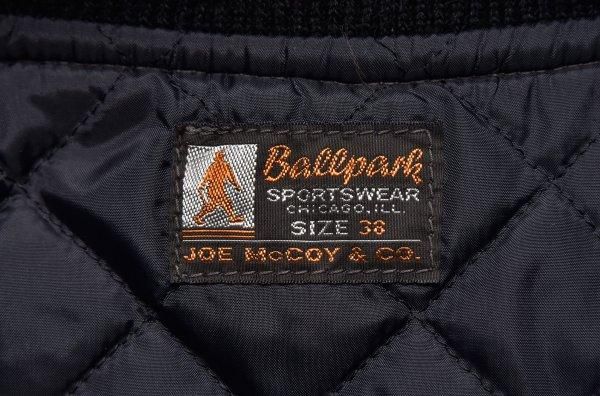 Ballpark
SPORTSWEAR
CHICAGO, ILL.
SIZE 38
JOE McCOY & CO.